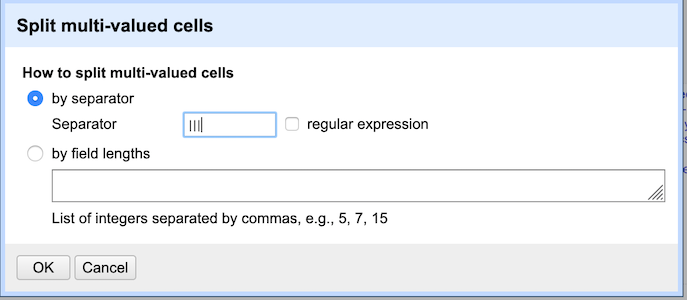 Split multi-valued cells
How to split multi-valued cells
by separator
Separator ||| regular expression
by field lengths
List of integers separated by commas, e.g., 5, 7, 15
OK Cancel